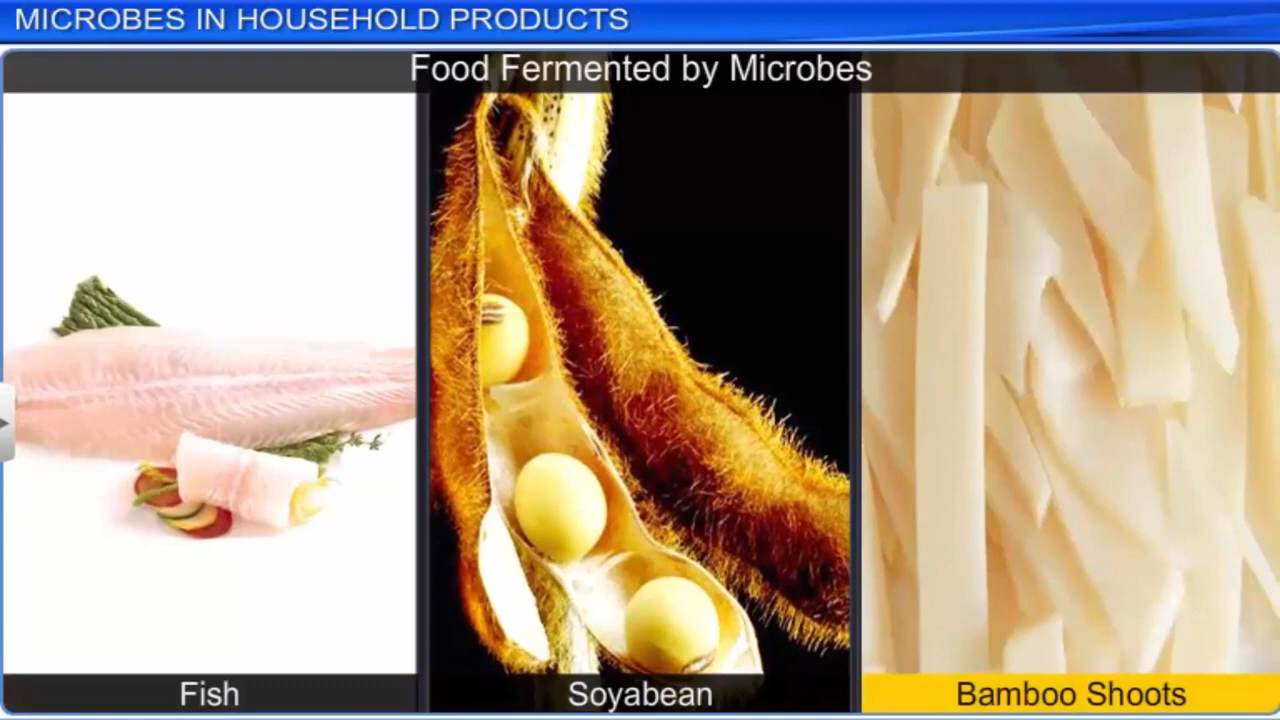 MICROBES IN HOUSEHOLD PRODUCTS
Food Fermented by Microbes
Fish
Soyabean
Bamboo Shoots